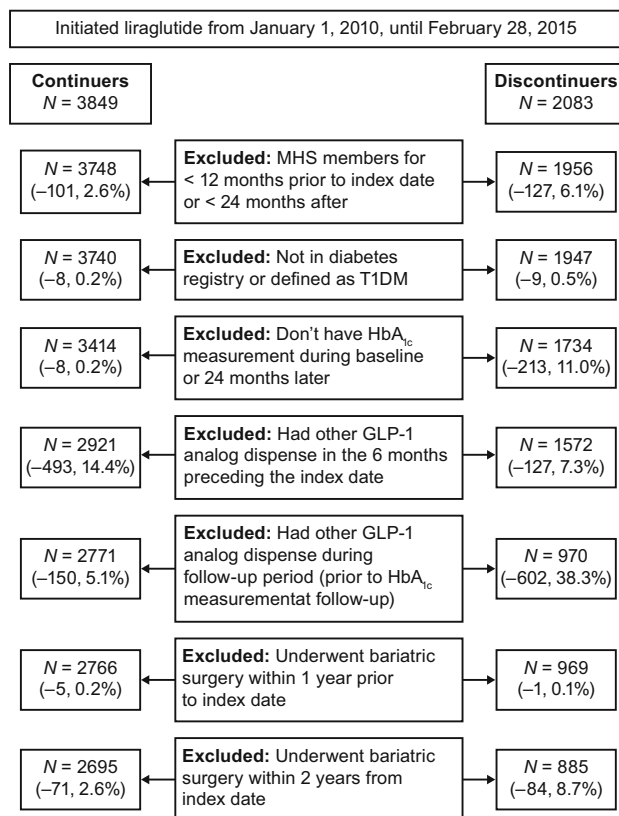 Initiated liraglutide from January 1, 2010, until February 28, 2015
Continuers
N = 3849
Discontinuers
N = 2083
N = 3748
(–101, 2.6%)
Excluded: MHS members for
< 12 months prior to index date
or < 24 months after
N = 1956
(–127, 6.1%)
N = 3740
(–8, 0.2%)
Excluded: Not in diabetes
registry or defined as T1DM
N = 1947
(–9, 0.5%)
N = 3414
(–8, 0.2%)
Excluded: Don’t have HbA1c
measurement during baseline
or 24 months later
N = 1734
(–213, 11.0%)
N = 2921
(–493, 14.4%)
Excluded: Had other GLP-1
analog dispense in the 6 months
preceding the index date
N = 1572
(–127, 7.3%)
N = 2771
(–150, 5.1%)
Excluded: Had other GLP-1
analog dispense during
follow-up period (prior to HbA1c
measurementat follow-up)
N = 970
(–602, 38.3%)
N = 2766
(–5, 0.2%)
Excluded: Underwent bariatric
surgery within 1 year prior
to index date
N = 969
(–1, 0.1%)
N = 2695
(–71, 2.6%)
Excluded: Underwent bariatric
surgery within 2 years from
index date
N = 885
(–84, 8.7%)